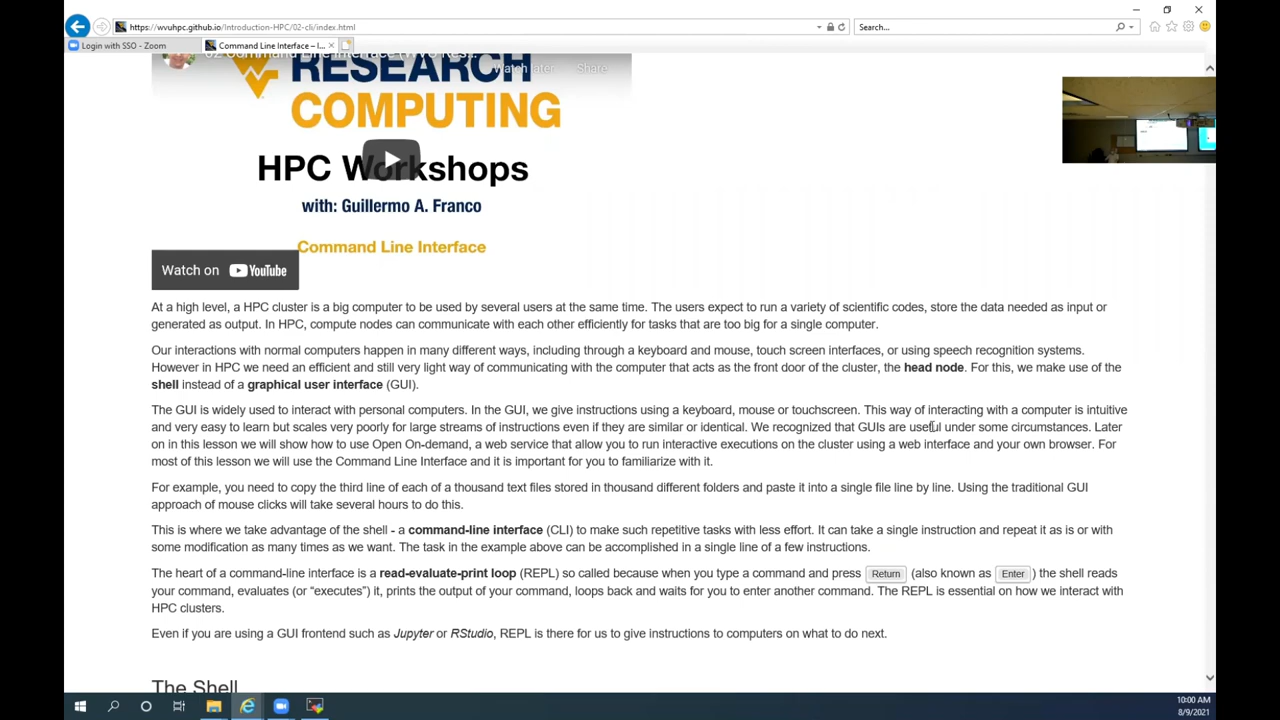 https://wvuhpc.github.io/Introduction-HPC/02-cli/index.html
Search...
Login with SSO - Zoom
Command Line Interface – I...
02 Command Line Interface
Watch later
Share
RESEARCH
COMPUTING
HPC Workshops
with: Guillermo A. Franco
Command Line Interface
Watch on YouTube
At a high level, a HPC cluster is a big computer to be used by several users at the same time. The users expect to run a variety of scientific codes, store the data needed as input or
generated as output. In HPC, compute nodes can communicate with each other efficiently for tasks that are too big for a single computer.
Our interactions with normal computers happen in many different ways, including through a keyboard and mouse, touch screen interfaces, or using speech recognition systems.
However in HPC we need an efficient and still very light way of communicating with the computer that acts as the front door of the cluster, the head node. For this, we make use of the
shell instead of a graphical user interface (GUI).
The GUI is widely used to interact with personal computers. In the GUI, we give instructions using a keyboard, mouse or touchscreen. This way of interacting with a computer is intuitive
and very easy to learn but scales very poorly for large streams of instructions even if they are similar or identical. We recognized that GUIs are useful under some circumstances. Later
on in this lesson we will show how to use Open On-demand, a web service that allow you to run interactive executions on the cluster using a web interface and your own browser. For
most of this lesson we will use the Command Line Interface and it is important for you to familiarize with it.
For example, you need to copy the third line of each of a thousand text files stored in thousand different folders and paste it into a single file line by line. Using the traditional GUI
approach of mouse clicks will take several hours to do this.
This is where we take advantage of the shell - a command-line interface (CLI) to make such repetitive tasks with less effort. It can take a single instruction and repeat it as is or with
some modification as many times as we want. The task in the example above can be accomplished in a single line of a few instructions.
The heart of a command-line interface is a read-evaluate-print loop (REPL) so called because when you type a command and press Return (also known as Enter ) the shell reads
your command, evaluates (or “executes”) it, prints the output of your command, loops back and waits for you to enter another command. The REPL is essential on how we interact with
HPC clusters.
Even if you are using a GUI frontend such as Jupyter or RStudio, REPL is there for us to give instructions to computers on what to do next.
The Shell
10:00 AM
8/9/2021